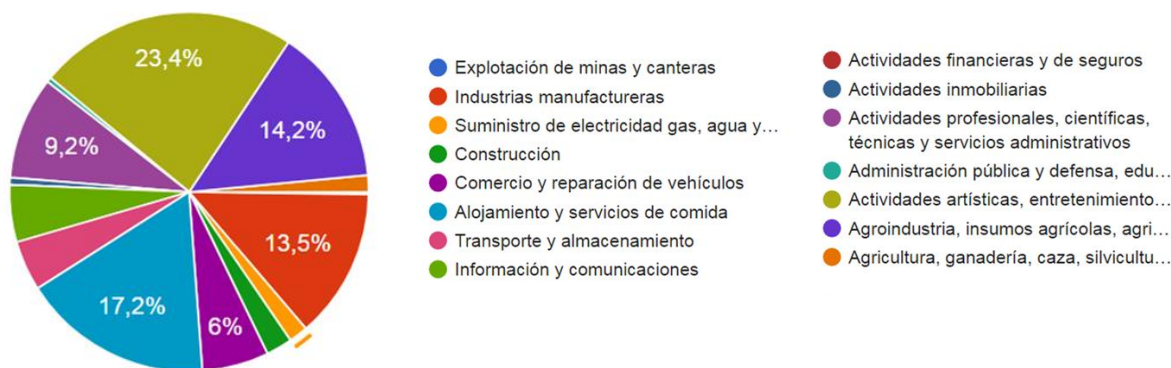 23,4%
14,2%
9,2%
13,5%
17,2%
6%
Explotación de minas y canteras
Industrias manufactureras
Suministro de electricidad gas, agua y…
Construcción
Comercio y reparación de vehículos
Alojamiento y servicios de comida
Transporte y almacenamiento
Información y comunicaciones
Actividades financieras y de seguros
Actividades inmobiliarias
Actividades profesionales, científicas,
técnicas y servicios administrativos
Administración pública y defensa, edu…
Actividades artísticas, entretenimiento…
Agroindustria, insumos agrícolas, agri…
Agricultura, ganadería, caza, silvicultu…